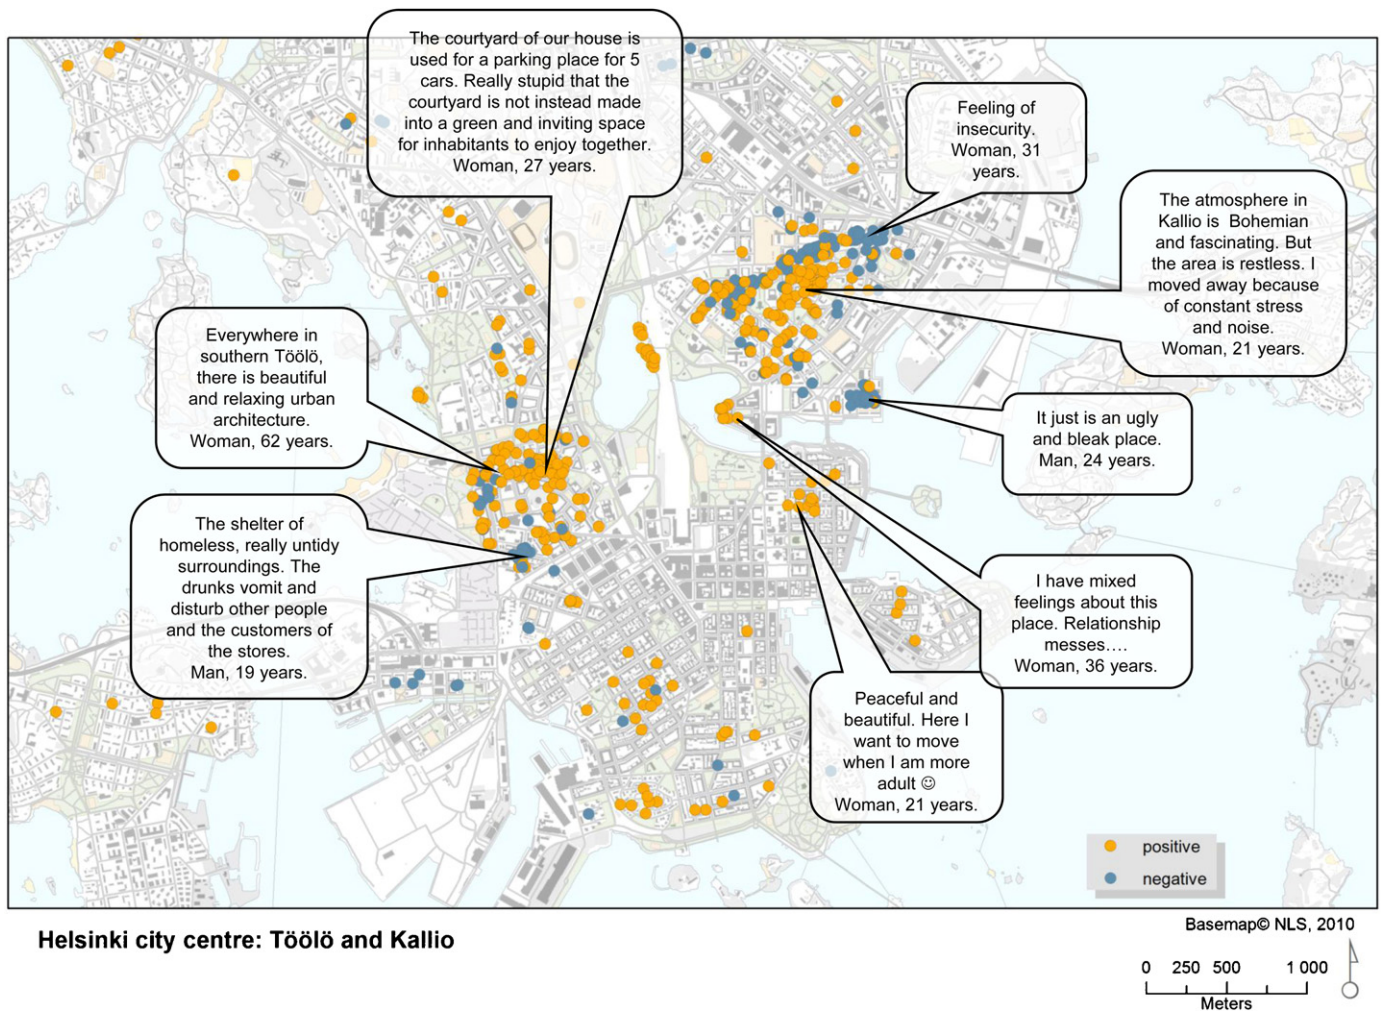 The courtyard of our house is
used for a parking place for 5
cars. Really stupid that the
courtyard is not instead made
into a green and inviting space
for inhabitants to enjoy together.
Woman, 27 years.
Feeling of
insecurity.
Woman, 31
years.
The atmosphere in
Kallio is Bohemian
and fascinating. But
the area is restless. I
moved away because
of constant stress
and noise.
Woman, 21 years.
Everywhere in
southern Töölö,
there is beautiful
and relaxing urban
architecture.
Woman, 62 years.
It just is an ugly
and bleak place.
Man, 24 years.
The shelter of
homeless, really untidy
surroundings. The
drunks vomit and
disturb other people
and the customers of
the stores.
Man, 19 years.
I have mixed
feelings about this
place. Relationship
messes….
Woman, 36 years.
Peaceful and
beautiful. Here I
want to move
when I am more
adult ☺
Woman, 21 years.
positive
negative
Basemap© NLS, 2010
Helsinki city centre: Töölö and Kallio
0 250 500 1 000
Meters